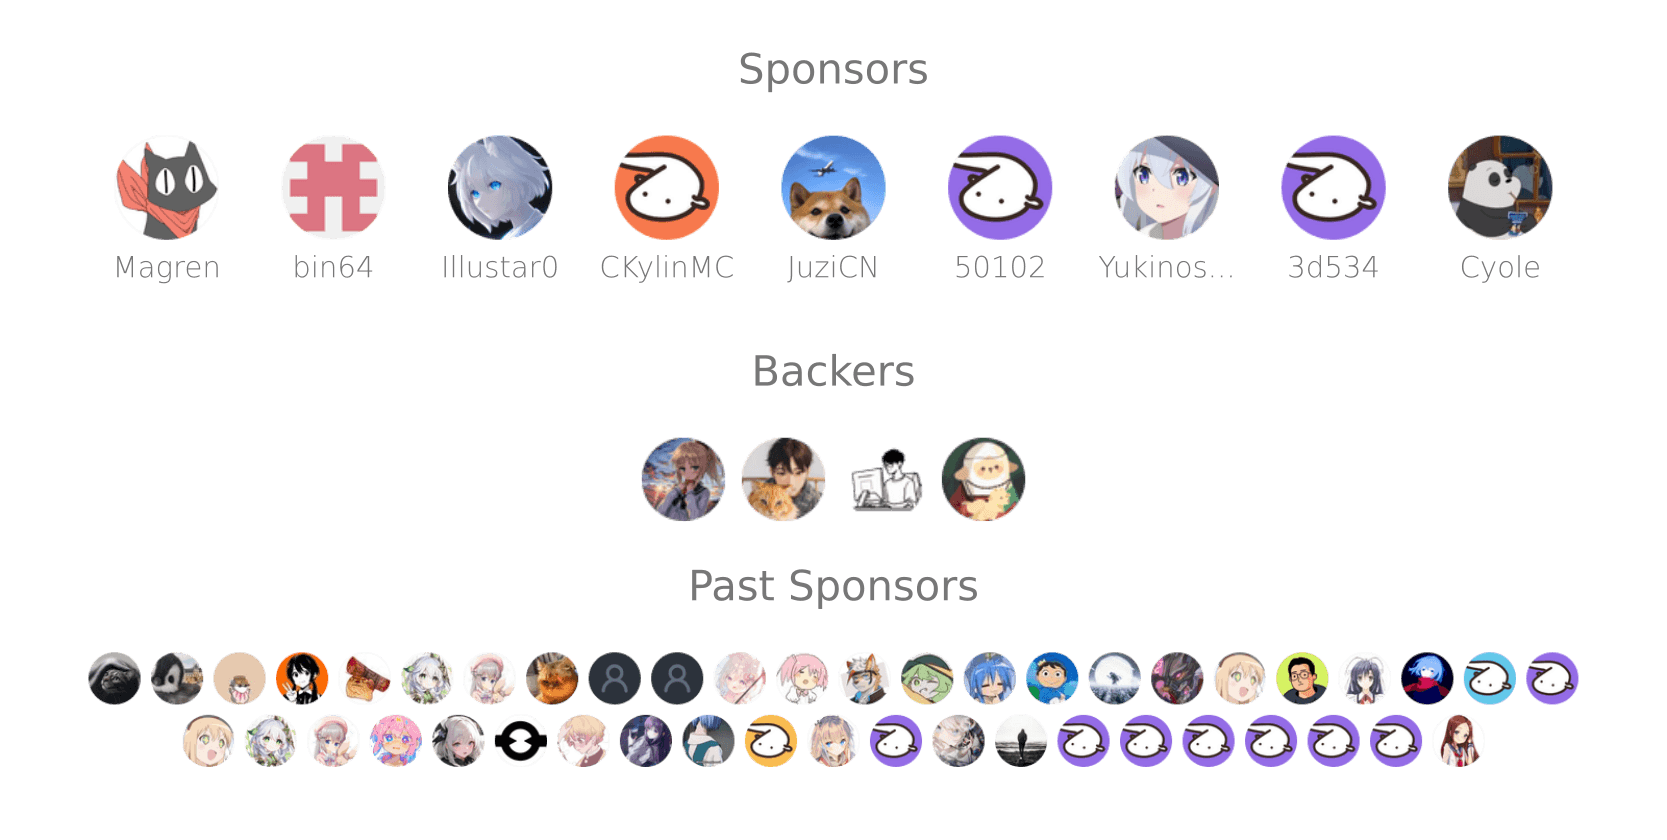 Sponsors
Magren bin64 Illustar0 CKylinMC JuziCN 50102 Yukinos... 3d534 Cyole
Backers
Past Sponsors